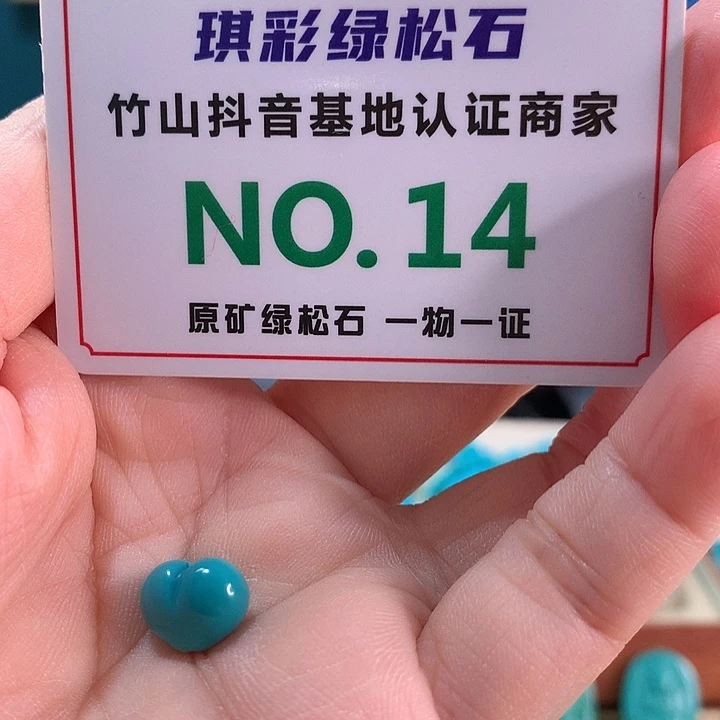 琪彩绿松石
竹山抖音基地认证商家
NO.14
原矿绿松石 一物一证